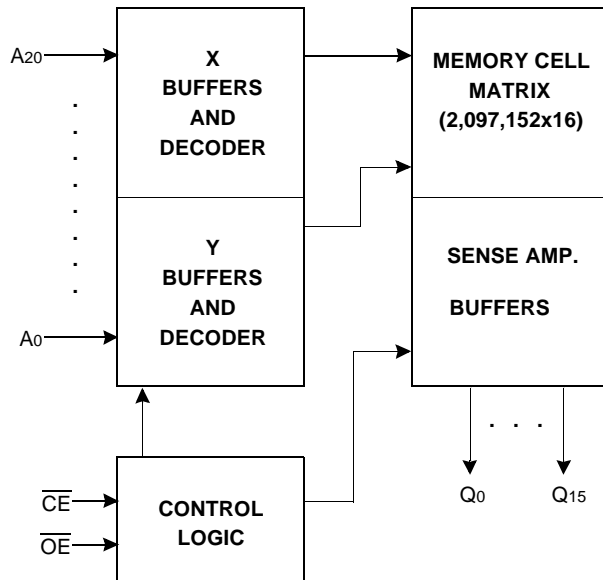 A20
X
BUFFERS
AND
DECODER
MEMORY CELL
MATRIX
(2,097,152x16)
Y
BUFFERS
AND
DECODER
A0
SENSE AMP.
BUFFERS
CE
OE
CONTROL
LOGIC
Q0
Q15